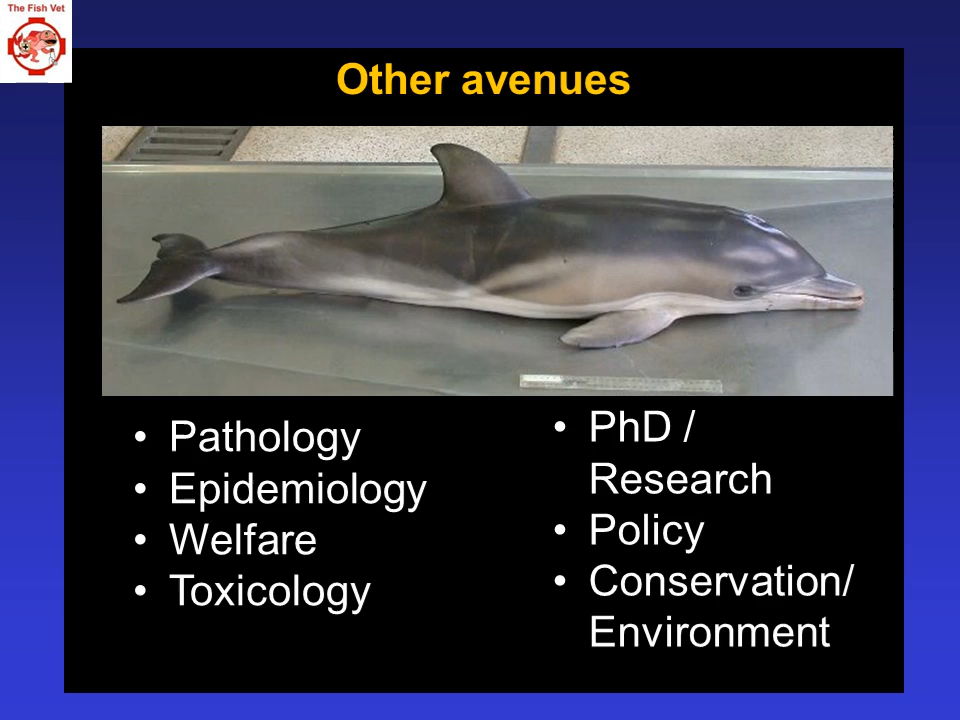 The Fish Vet
Other avenues
• Pathology
• Epidemiology
• Welfare
• Toxicology
• PhD /
Research
• Policy
• Conservation/
Environment